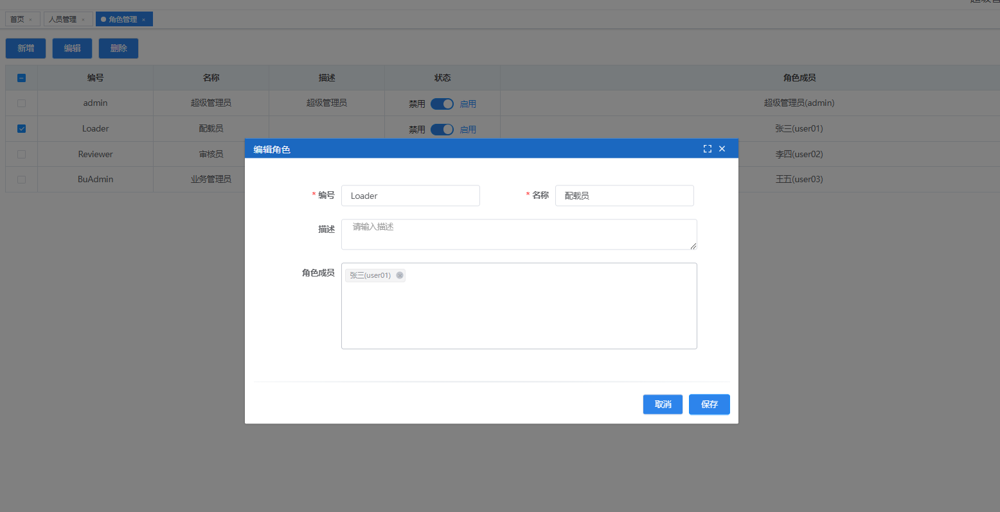 首页 × 人员管理 × 角色管理 ×
新增 编辑 删除
编号 名称 描述 状态 角色成员
admin 超级管理员 超级管理员 禁用 启用 超级管理员(admin)
Loader 配载员 禁用 启用 张三(user01)
Reviewer 审核员 李四(user02)
BuAdmin 业务管理员 王五(user03)
编辑角色
* 编号 Loader * 名称 配载员
描述 请输入描述
角色成员 张三(user01)
取消 保存